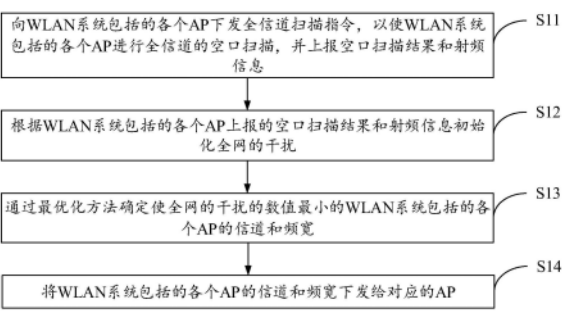 向WLAN系统包括的各个AP下发全信道扫描指令，以使WLAN系统
包括的各个AP进行全信道的空口扫描，并上报空口扫描结果和射频
信息
S11
根据WLAN系统包括的各个AP上报的空口扫描结果和射频信息初始
化全网的干扰
S12
通过最优化方法确定使全网的干扰的数值最小的WLAN系统包括的各
个AP的信道和频宽
S13
将WLAN系统包括的各个AP的信道和频宽下发给对应的AP
S14